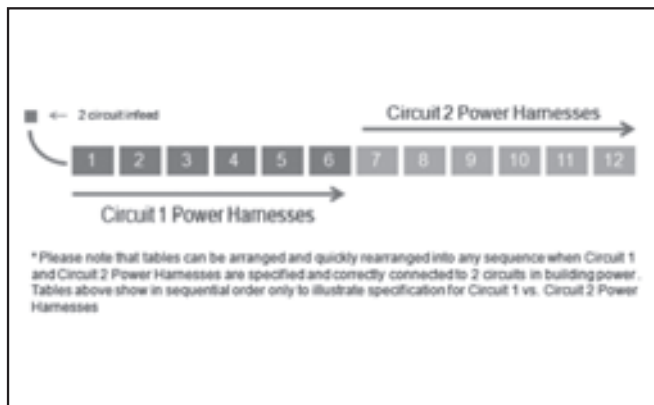 Circuit 2 Power Harnesses
← 2 circuit infeed
1 2 3 4 5 6 7 8 9 10 11 12
Circuit 1 Power Harnesses
* Please note that tables can be arranged and quickly rearranged into any sequence when Circuit 1
and Circuit 2 Power Harnesses are specified and correctly connected to 2 circuits in building power.
Tables above show in sequential order only to illustrate specification for Circuit 1 vs. Circuit 2 Power
Harnesses